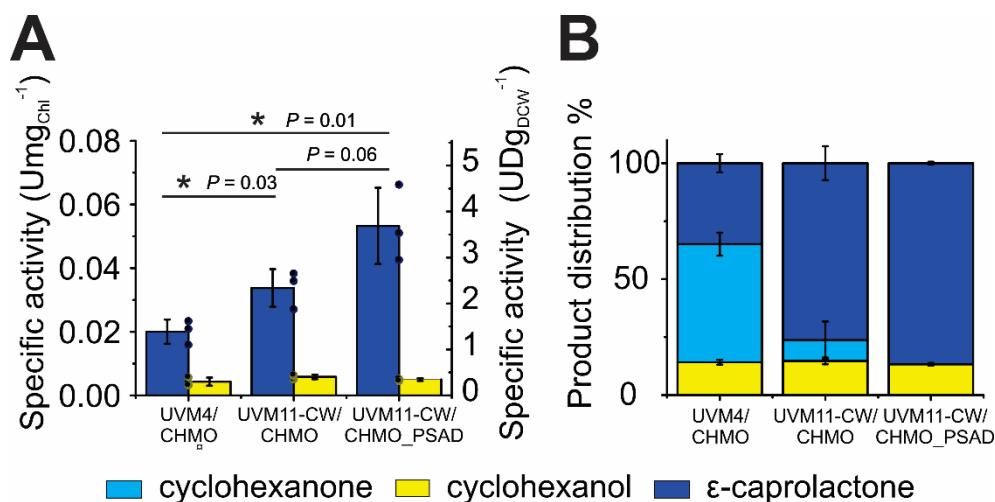 A
Specific activity (Umg_Chl^-1)
0.08
0.06
0.04
0.02
0.00
* P = 0.01
P = 0.06
* P = 0.03
5
4
3
2
1
0
Specific activity (UDg_DCW^-1)
UVM4/
CHMO
¤
UVM11-CW/
CHMO
UVM11-CW/
CHMO_PSAD
B
Product distribution %
100
50
0
UVM4/
CHMO
UVM11-CW/
CHMO
UVM11-CW/
CHMO_PSAD
cyclohexanone cyclohexanol ε-caprolactone